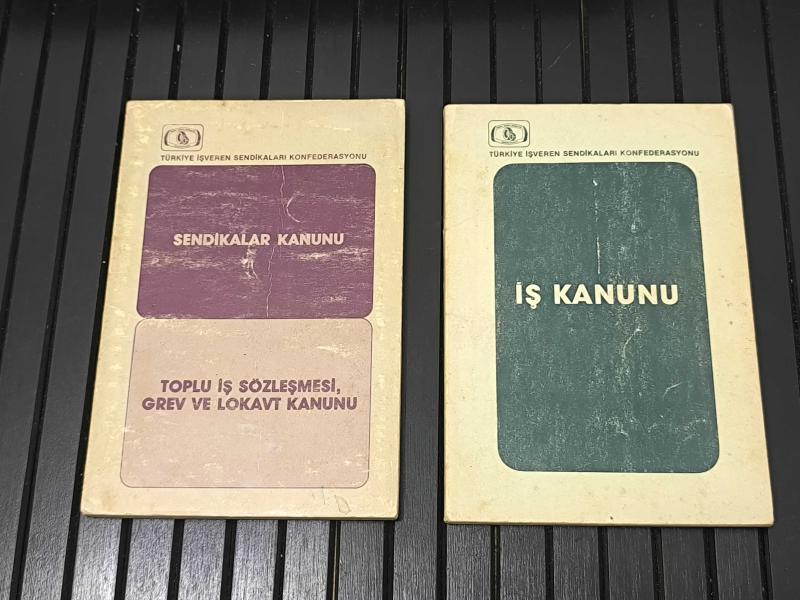 TÜRKİYE İŞVEREN SENDİKALARI KONFEDERASYONU
SENDİKALAR KANUNU
TOPLU İŞ SÖZLEŞMESİ,
GREV VE LOKAVT KANUNU
TÜRKİYE İŞVEREN SENDİKALARI KONFEDERASYONU
İŞ KANUNU